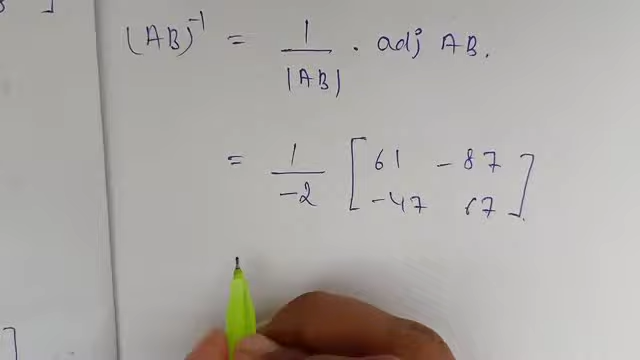 (AB)⁻¹ = 1/|AB| · adj AB.
= 1/-2 [61 -87
-47 67]